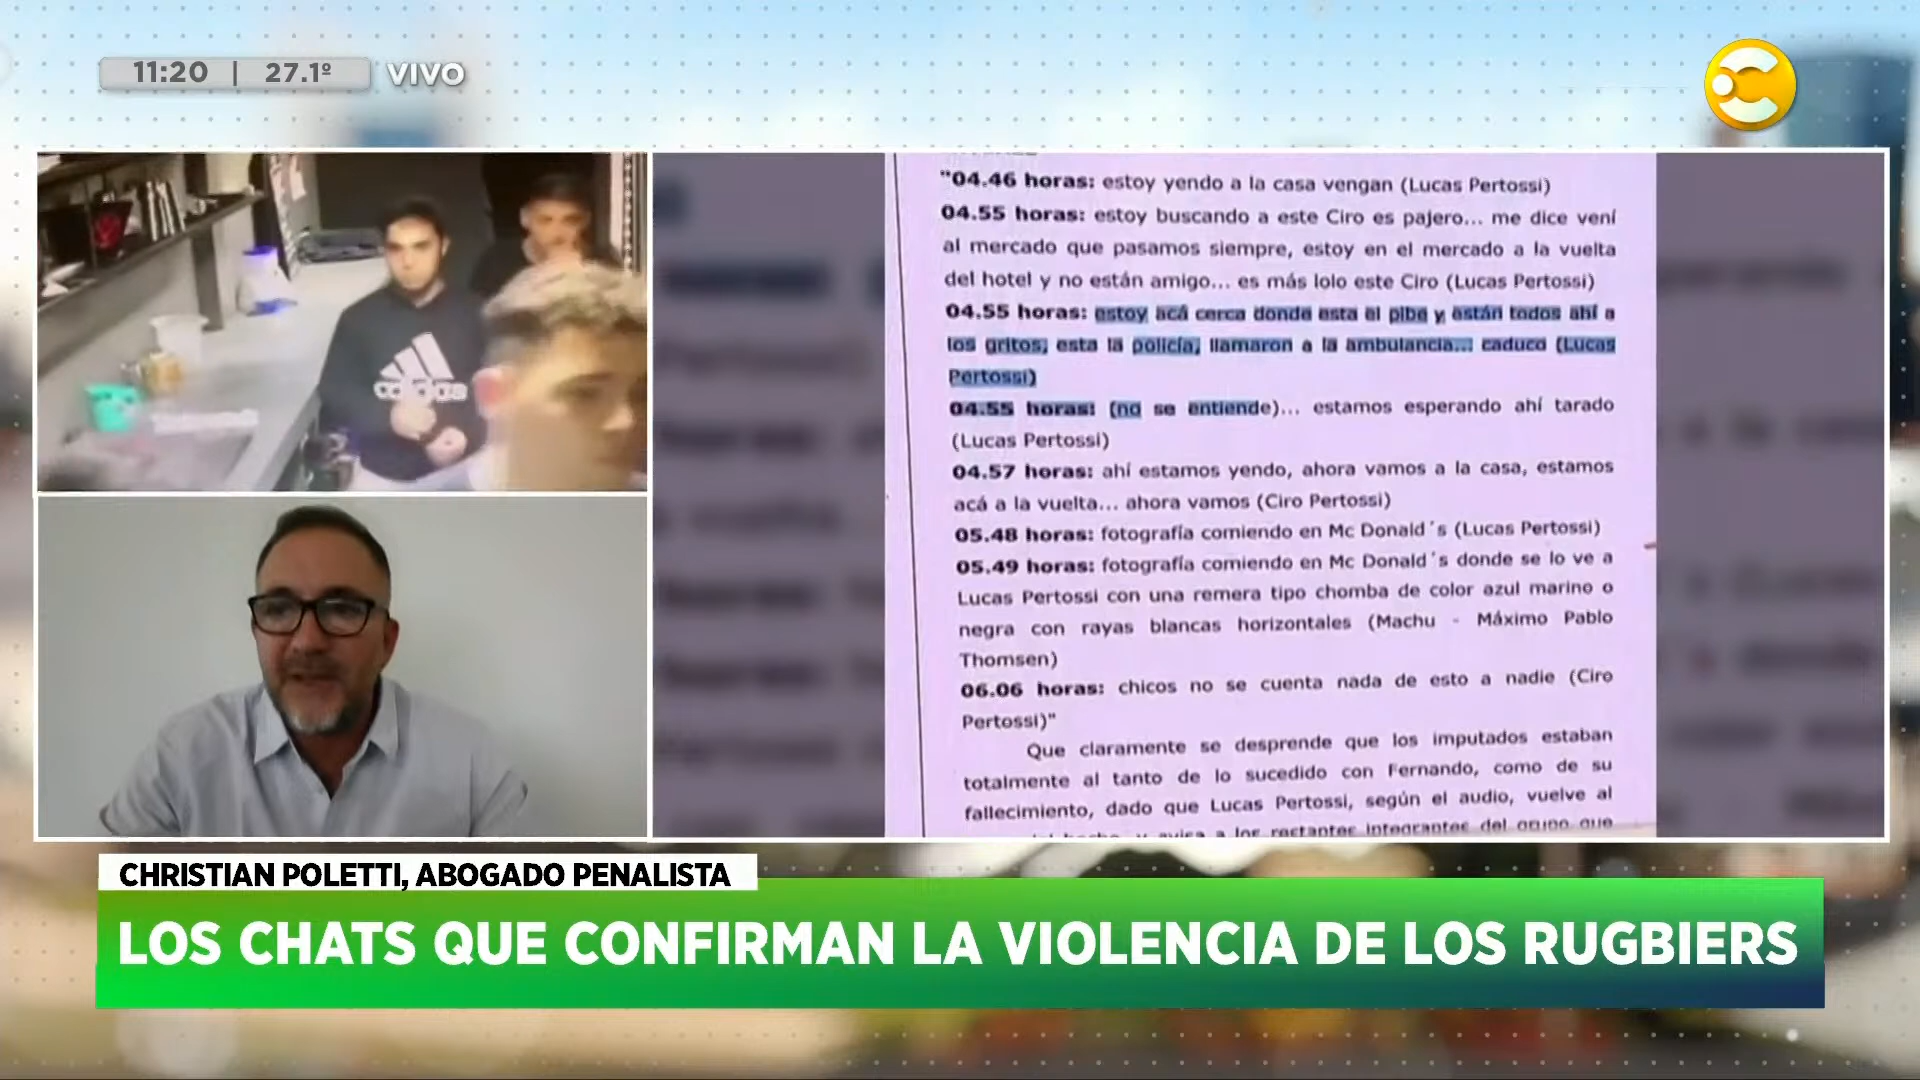 11:20 | 27.1º VIVO
adidas
"04.46 horas: estoy yendo a la casa vengan (Lucas Pertossi)
04.55 horas: estoy buscando a este Ciro es pajero... me dice vení
al mercado que pasamos siempre, estoy en el mercado a la vuelta
del hotel y no están amigo... es más lolo este Ciro (Lucas Pertossi)
04.55 horas: estoy acá cerca donde esta el pibe y están todos ahí a
los gritos, esta la policía, llamaron a la ambulancia... caduco (Lucas
Pertossi)
04.55 horas: (no se entiende)... estamos esperando ahí tarado
(Lucas Pertossi)
04.57 horas: ahí estamos yendo, ahora vamos a la casa, estamos
acá a la vuelta... ahora vamos (Ciro Pertossi)
05.48 horas: fotografía comiendo en Mc Donald´s (Lucas Pertossi)
05.49 horas: fotografía comiendo en Mc Donald´s donde se lo ve a
Lucas Pertossi con una remera tipo chomba de color azul marino o
negra con rayas blancas horizontales (Machu - Máximo Pablo
Thomsen)
06.06 horas: chicos no se cuenta nada de esto a nadie (Ciro
Pertossi)"
Que claramente se desprende que los imputados estaban
totalmente al tanto de lo sucedido con Fernando, como de su
fallecimiento, dado que Lucas Pertossi, según el audio, vuelve al
y avisa a los restantes integrantes del grupo que
CHRISTIAN POLETTI, ABOGADO PENALISTA
LOS CHATS QUE CONFIRMAN LA VIOLENCIA DE LOS RUGBIERS